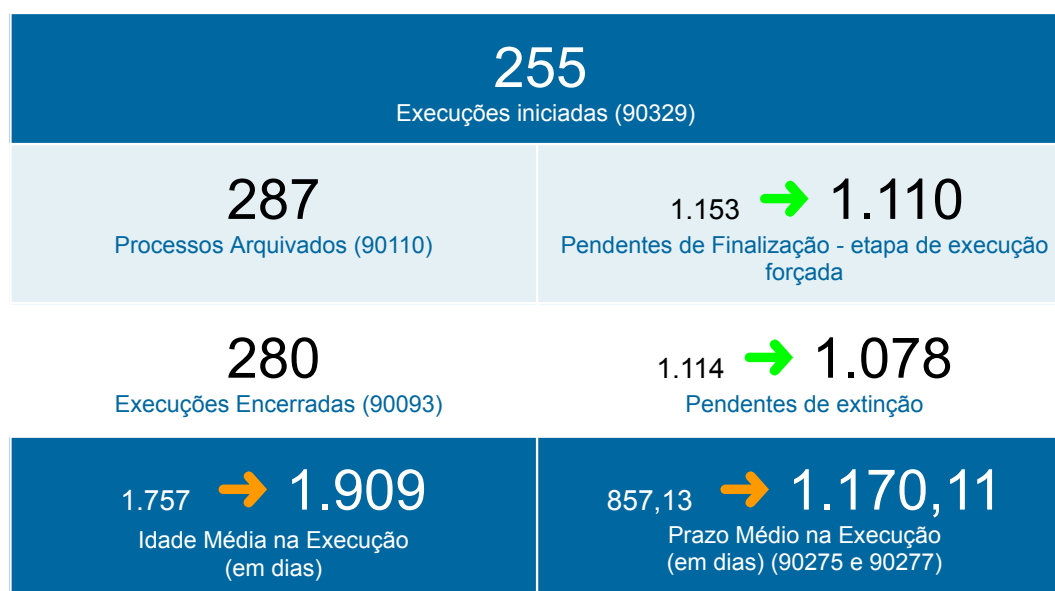 255
Execuções iniciadas (90329)
287
Processos Arquivados (90110)
1.153 ➔ 1.110
Pendentes de Finalização - etapa de execução
forçada
280
Execuções Encerradas (90093)
1.114 ➔ 1.078
Pendentes de extinção
1.757 ➔ 1.909
Idade Média na Execução
(em dias)
857,13 ➔ 1.170,11
Prazo Médio na Execução
(em dias) (90275 e 90277)